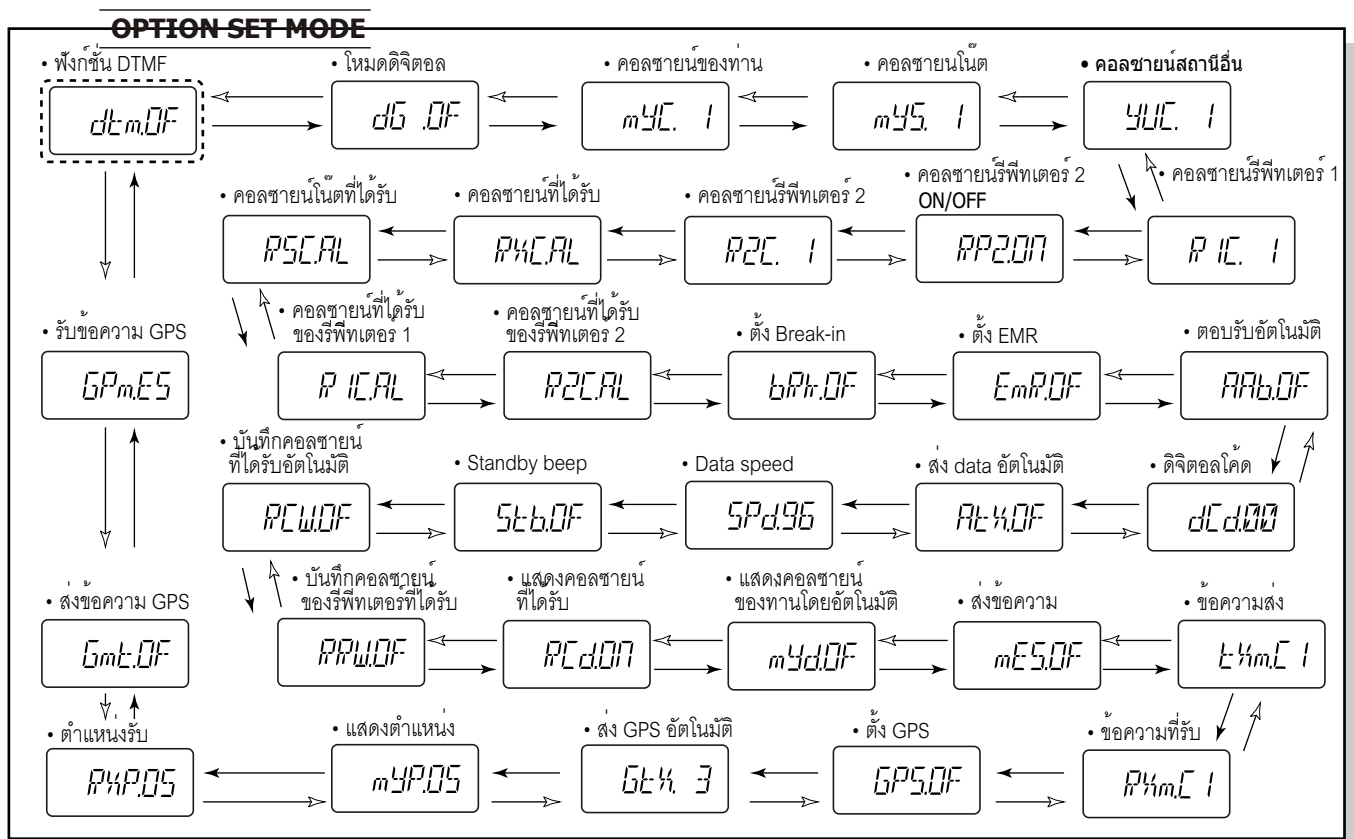 OPTION SET MODE
• ฟังก์ชั่น DTMF
• โหมดดิจิตอล
• คอลซายน์ของท่าน
• คอลซายนโน๊ต
• คอลซายน์สถานีอื่น
dtm.OF
dG .OF
mYC. 1
mYS. 1
YUC. 1
• คอลซายน์โน๊ตที่ได้รับ
• คอลซายน์ที่ได้รับ
• คอลซายน์รีพีทเตอร์ 2
• คอลซายน์รีพีทเตอร์ 2
ON/OFF
• คอลซายน์รีพีทเตอร์ 1
RSC.AL
RXC.AL
R2C. 1
RP2.ON
R 1C. 1
• รับข้อความ GPS
• คอลซายน์ที่ได้รับ
ของรีพีทเตอร์ 1
• คอลซายน์ที่ได้รับ
ของรีพีทเตอร์ 2
• ตั้ง Break-in
• ตั้ง EMR
• ตอบรับอัตโนมัติ
GPm.ES
R 1C.AL
R2C.AL
bRK.OF
EmR.OF
AAb.OF
• บันทึกคอลซายน์
ที่ได้รับอัตโนมัติ
• Standby beep
• Data speed
• ส่ง data อัตโนมัติ
• ดิจิตอลโค้ด
RCW.OF
Stb.OF
SPd.96
AtX.OF
dCd.00
• ส่งข้อความ GPS
• บันทึกคอลซายน์
ของรีพีทเตอร์ที่ได้รับ
• แสดงคอลซายน์
ที่ได้รับ
• แสดงคอลซายน์
ของทานโดยอัตโนมัติ
• ส่งข้อความ
• ข้อความส่ง
Gmt.OF
RPW.OF
RCd.ON
mYd.OF
mES.OF
tXm.C 1
• ตำแหน่งรับ
• แสดงตำแหน่ง
• ส่ง GPS อัตโนมัติ
• ตั้ง GPS
• ข้อความที่รับ
RXP.OS
mYP.OS
GtX. 3
GPS.OF
RXm.C 1